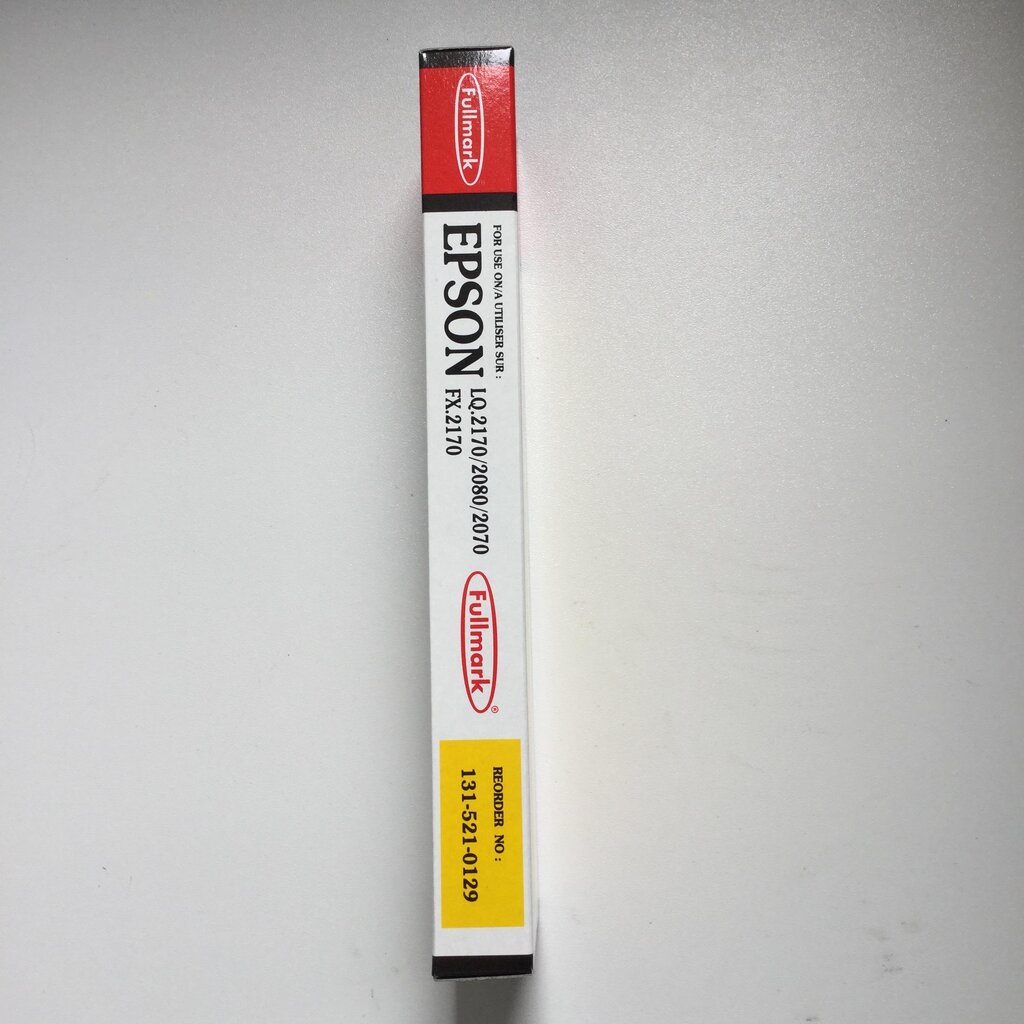 Fullmark
FOR USE ON/A UTILISER SUR :
EPSON LQ.2170/2080/2070
FX.2170
Fullmark®
REORDER NO :
131-521-0129